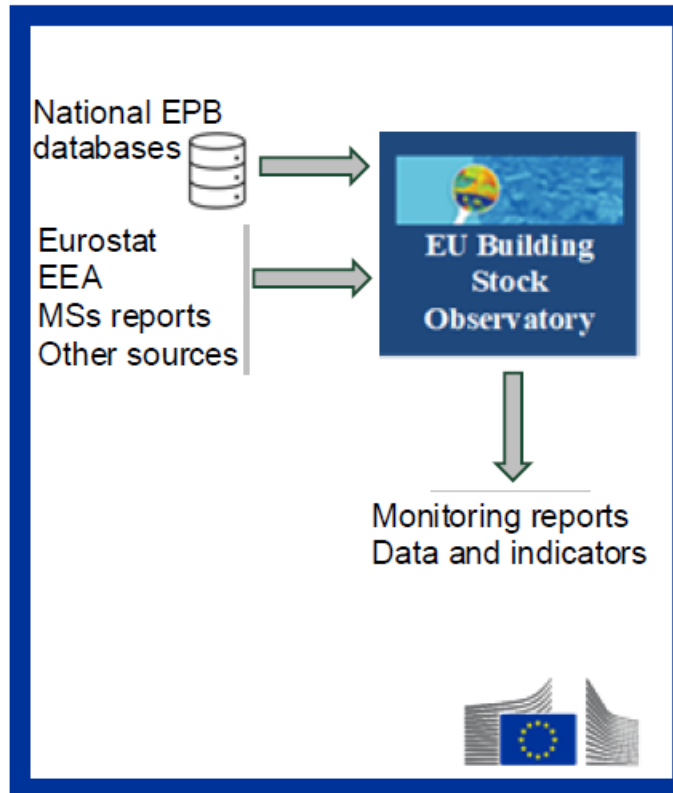 National EPB
databases
Eurostat
EEA
MSs reports
Other sources
EU Building
Stock
Observatory
Monitoring reports
Data and indicators